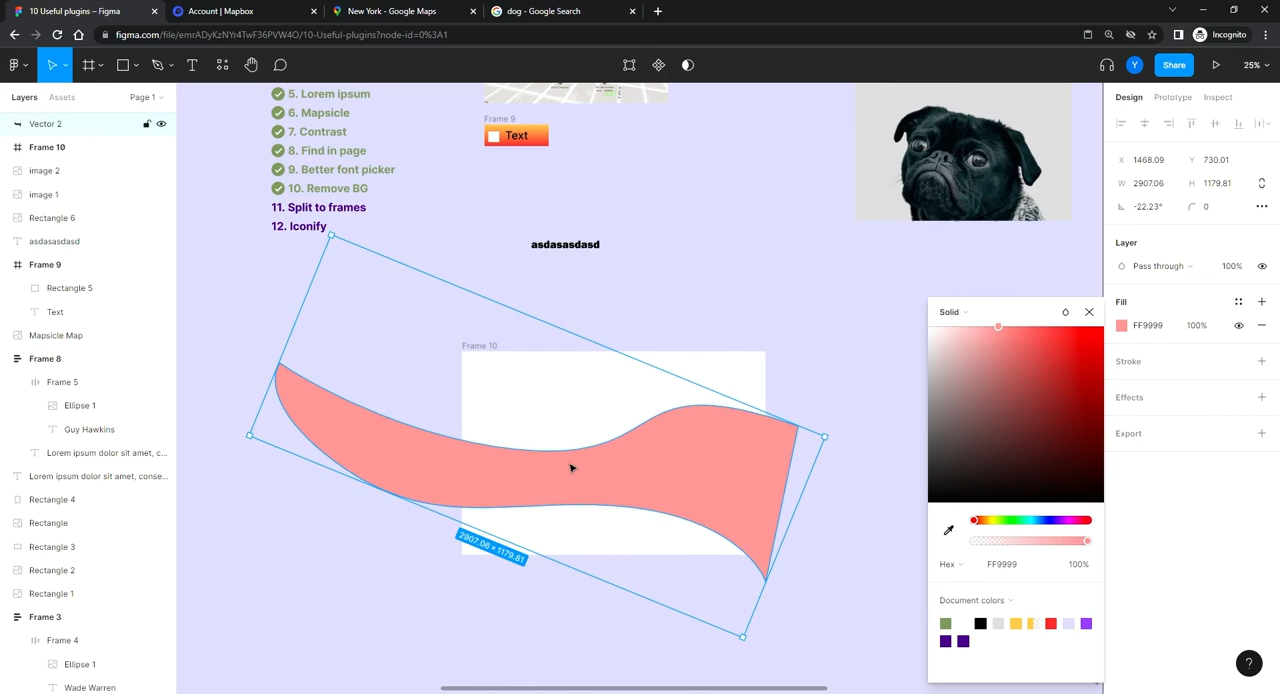 10 Useful plugins – Figma
Account | Mapbox
New York - Google Maps
dog - Google Search
figma.com/file/emrADyKzNYr4TwF36PVW4O/10-Useful-plugins?node-id=0%3A1
Incognito
Y
Share
25%
Layers
Assets
Page 1
Vector 2
Frame 10
image 2
image 1
Rectangle 6
asdasasdasd
Frame 9
Rectangle 5
Text
Mapsicle Map
Frame 8
Frame 5
Ellipse 1
Guy Hawkins
Lorem ipsum dolor sit amet, c...
Lorem ipsum dolor sit amet, conse...
Rectangle 4
Rectangle
Rectangle 3
Rectangle 2
Rectangle 1
Frame 3
Frame 4
Ellipse 1
Wade Warren
5. Lorem ipsum
6. Mapsicle
7. Contrast
8. Find in page
9. Better font picker
10. Remove BG
11. Split to frames
12. Iconify
Frame 9
Text
asdasasdasd
Frame 10
2907.06 × 1179.81
Solid
Hex
FF9999
100%
Document colors
Design
Prototype
Inspect
X 1468.09
Y 730.01
W 2907.06
H 1179.81
-22.23°
0
Layer
Pass through
100%
Fill
FF9999
100%
Stroke
Effects
Export
?